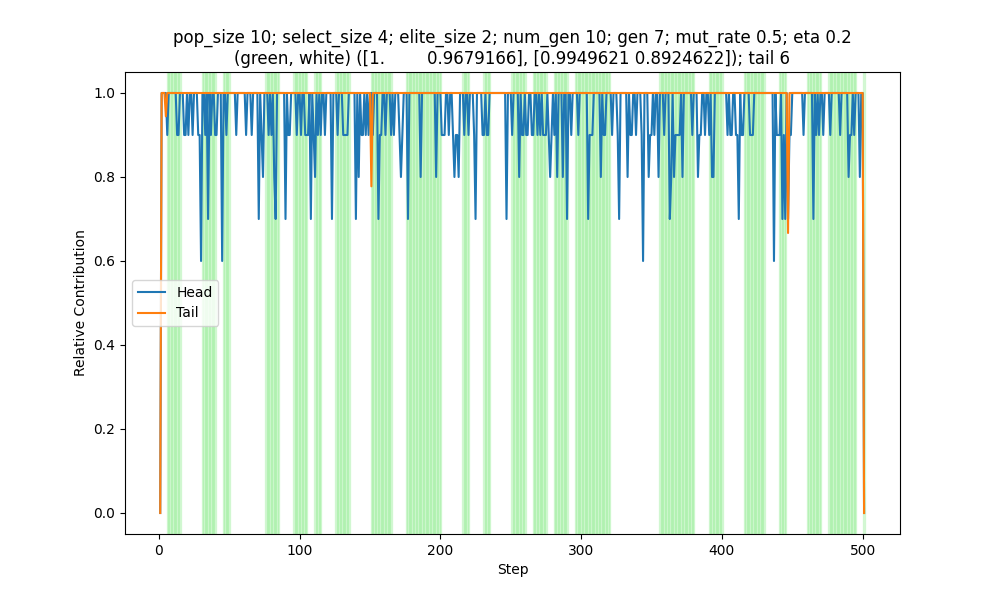 pop_size 10; select_size 4; elite_size 2; num_gen 10; gen 7; mut_rate 0.5; eta 0.2
(green, white) ([1.        0.9679166], [0.9949621 0.8924622]); tail 6
1.0
0.8
0.6
0.4
0.2
0.0
Relative Contribution
Head
Tail
0
100
200
300
400
500
Step